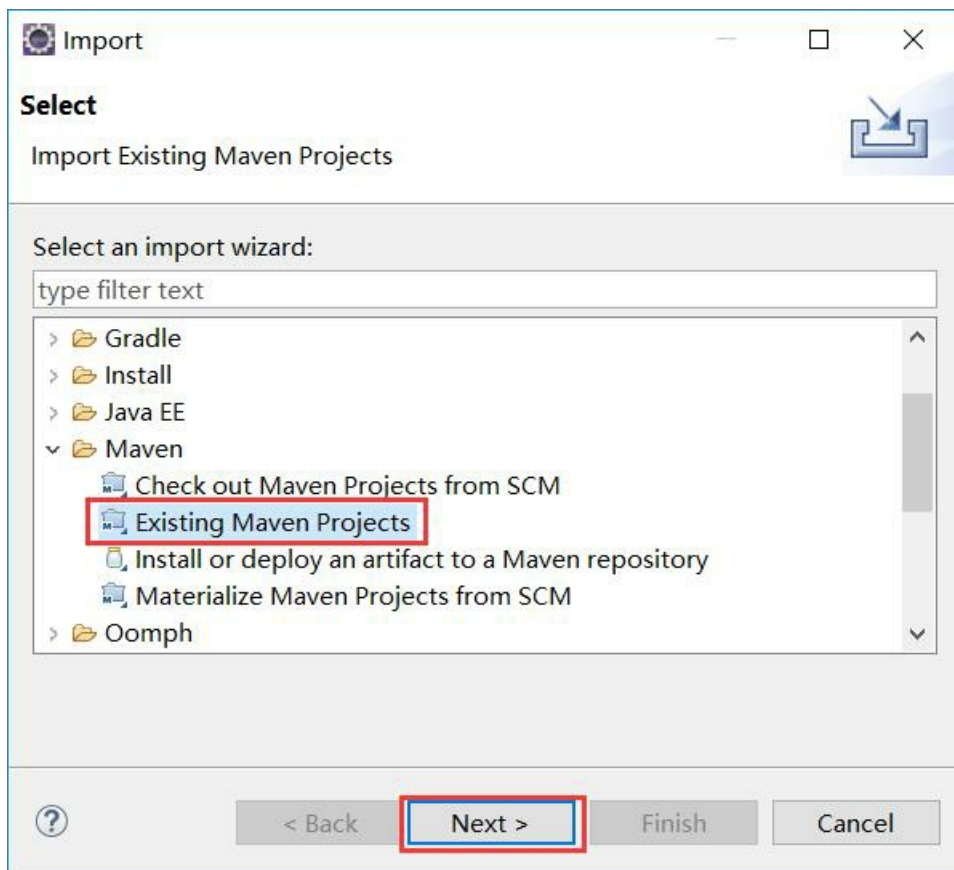 Import
Select
Import Existing Maven Projects
Select an import wizard:
type filter text
Gradle
Install
Java EE
Maven
Check out Maven Projects from SCM
Existing Maven Projects
Install or deploy an artifact to a Maven repository
Materialize Maven Projects from SCM
Oomph
? < Back Next > Finish Cancel